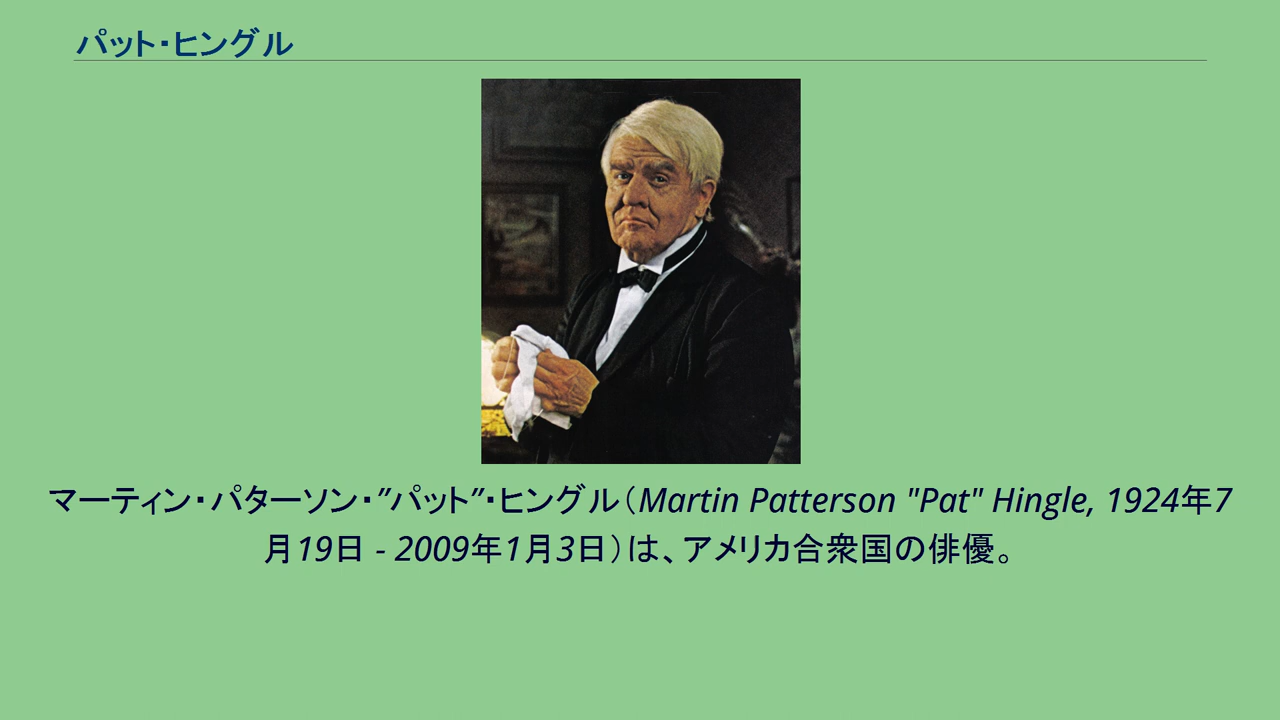 パット・ヒングル
マーティン・パターソン・"パット"・ヒングル（Martin Patterson "Pat" Hingle, 1924年7
月19日 - 2009年1月3日）は、アメリカ合衆国の俳優。